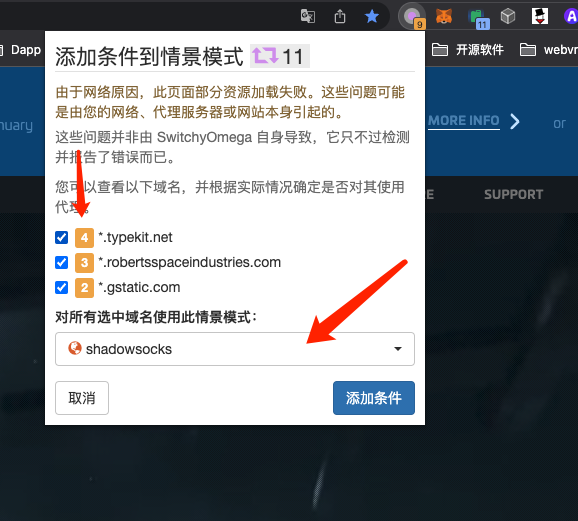 9
11
Dapp
开源软件
webvr
添加条件到情景模式 11
由于网络原因，此页面部分资源加载失败。这些问题可能
是由您的网络、代理服务器或网站本身引起的。
nuary
MORE INFO
or
这些问题并非由 SwitchyOmega 自身导致，它只不过检测
并报告了错误而已。
您可以查看以下域名，并根据实际情况确定是否对其使用
代理。
SUPPORT
4 *.typekit.net
3 *.robertsspaceindustries.com
2 *.gstatic.com
对所有选中域名使用此情景模式：
shadowsocks
取消
添加条件